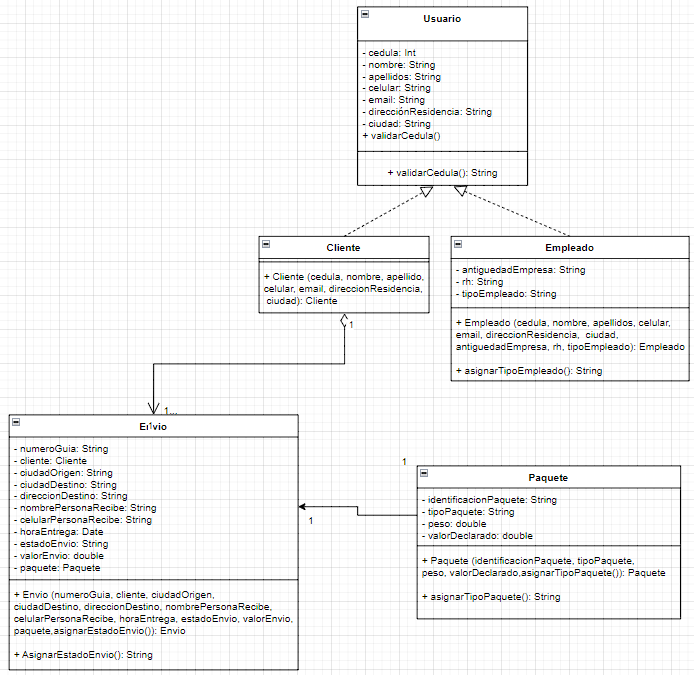 Usuario
- cedula: Int
- nombre: String
- apellidos: String
- celular: String
- email: String
- direcciónResidencia: String
- ciudad: String
+ validarCedula()
+ validarCedula(): String
Cliente
+ Cliente (cedula, nombre, apellido,
celular, email, direccionResidencia,
ciudad): Cliente
Empleado
- antiguedadEmpresa: String
- rh: String
- tipoEmpleado: String
+ Empleado (cedula, nombre, apellidos, celular,
email, direccionResidencia, ciudad,
antiguedadEmpresa, rh, tipoEmpleado): Empleado
+ asignarTipoEmpleado(): String
1
1...
Envio
1
- numeroGuia: String
- cliente: Cliente
- ciudadOrigen: String
- ciudadDestino: String
- direccionDestino: String
- nombrePersonaRecibe: String
- celularPersonaRecibe: String
- horaEntrega: Date
- estadoEnvio: String
- valorEnvio: double
- paquete: Paquete
+ Envio (numeroGuia, cliente, ciudadOrigen,
ciudadDestino, direccionDestino, nombrePersonaRecibe,
celularPersonaRecibe, horaEntrega, estadoEnvio, valorEnvio,
paquete,asignarEstadoEnvio()): Envio
+ AsignarEstadoEnvio(): String
1
1
Paquete
- identificacionPaquete: String
- tipoPaquete: String
- peso: double
- valorDeclarado: double
+ Paquete (identificacionPaquete, tipoPaquete,
peso, valorDeclarado,asignarTipoPaquete()): Paquete
+ asignarTipoPaquete(): String